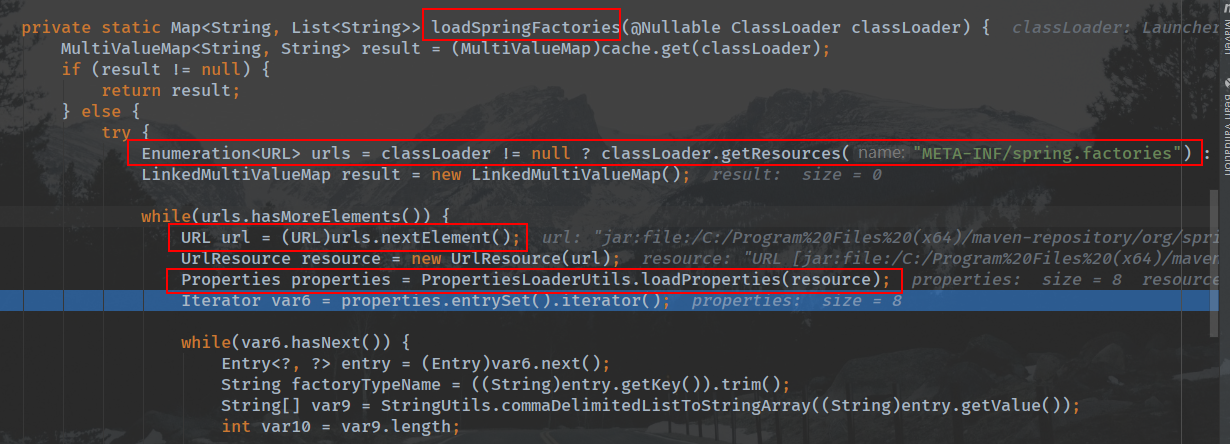 private static Map<String, List<String>> loadSpringFactories(@Nullable ClassLoader classLoader) {  classLoader: Launcher
MultiValueMap<String, String> result = (MultiValueMap)cache.get(classLoader);
if (result != null) {
return result;
} else {
try {
Enumeration<URL> urls = classLoader != null ? classLoader.getResources( name: "META-INF/spring.factories") :
LinkedMultiValueMap result = new LinkedMultiValueMap();  result:  size = 0
while(urls.hasMoreElements()) {
URL url = (URL)urls.nextElement();  url: "jar:file:/C:/Program%20Files%20(x64)/maven-repository/org/spri
UrlResource resource = new UrlResource(url);  resource: "URL [jar:file:/C:/Program%20Files%20(x64)/maven
Properties properties = PropertiesLoaderUtils.loadProperties(resource);  properties:  size = 8  resource
Iterator var6 = properties.entrySet().iterator();  properties:  size = 8
while(var6.hasNext()) {
Entry<?, ?> entry = (Entry)var6.next();
String factoryTypeName = ((String)entry.getKey()).trim();
String[] var9 = StringUtils.commaDelimitedListToStringArray((String)entry.getValue());
int var10 = var9.length;
Maven
Bean Validation